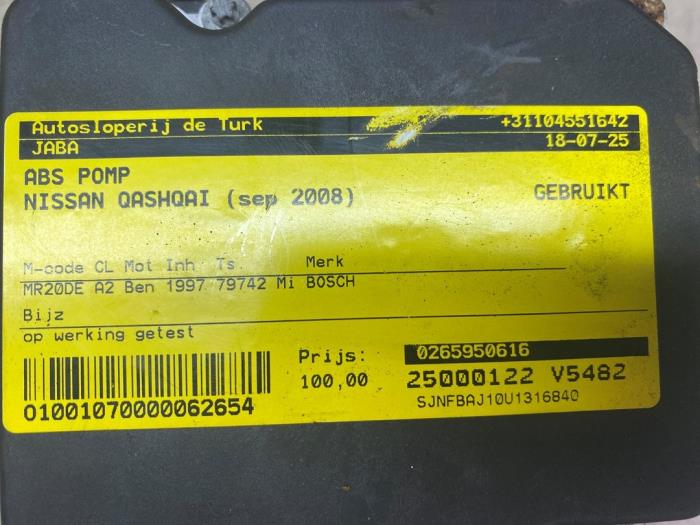 Autosloperij de Turk +31104551642
JABA 18-07-25
ABS POMP
NISSAN QASHQAI (sep 2008) GEBRUIKT
M-code CL Mot Inh Ts Merk
MR20DE A2 Ben 1997 79742 Mi BOSCH
Bijz
op werking getest
Prijs: 0265950616
100,00 25000122 V5482
01001070000062654 SJNFBAJ10U1316840